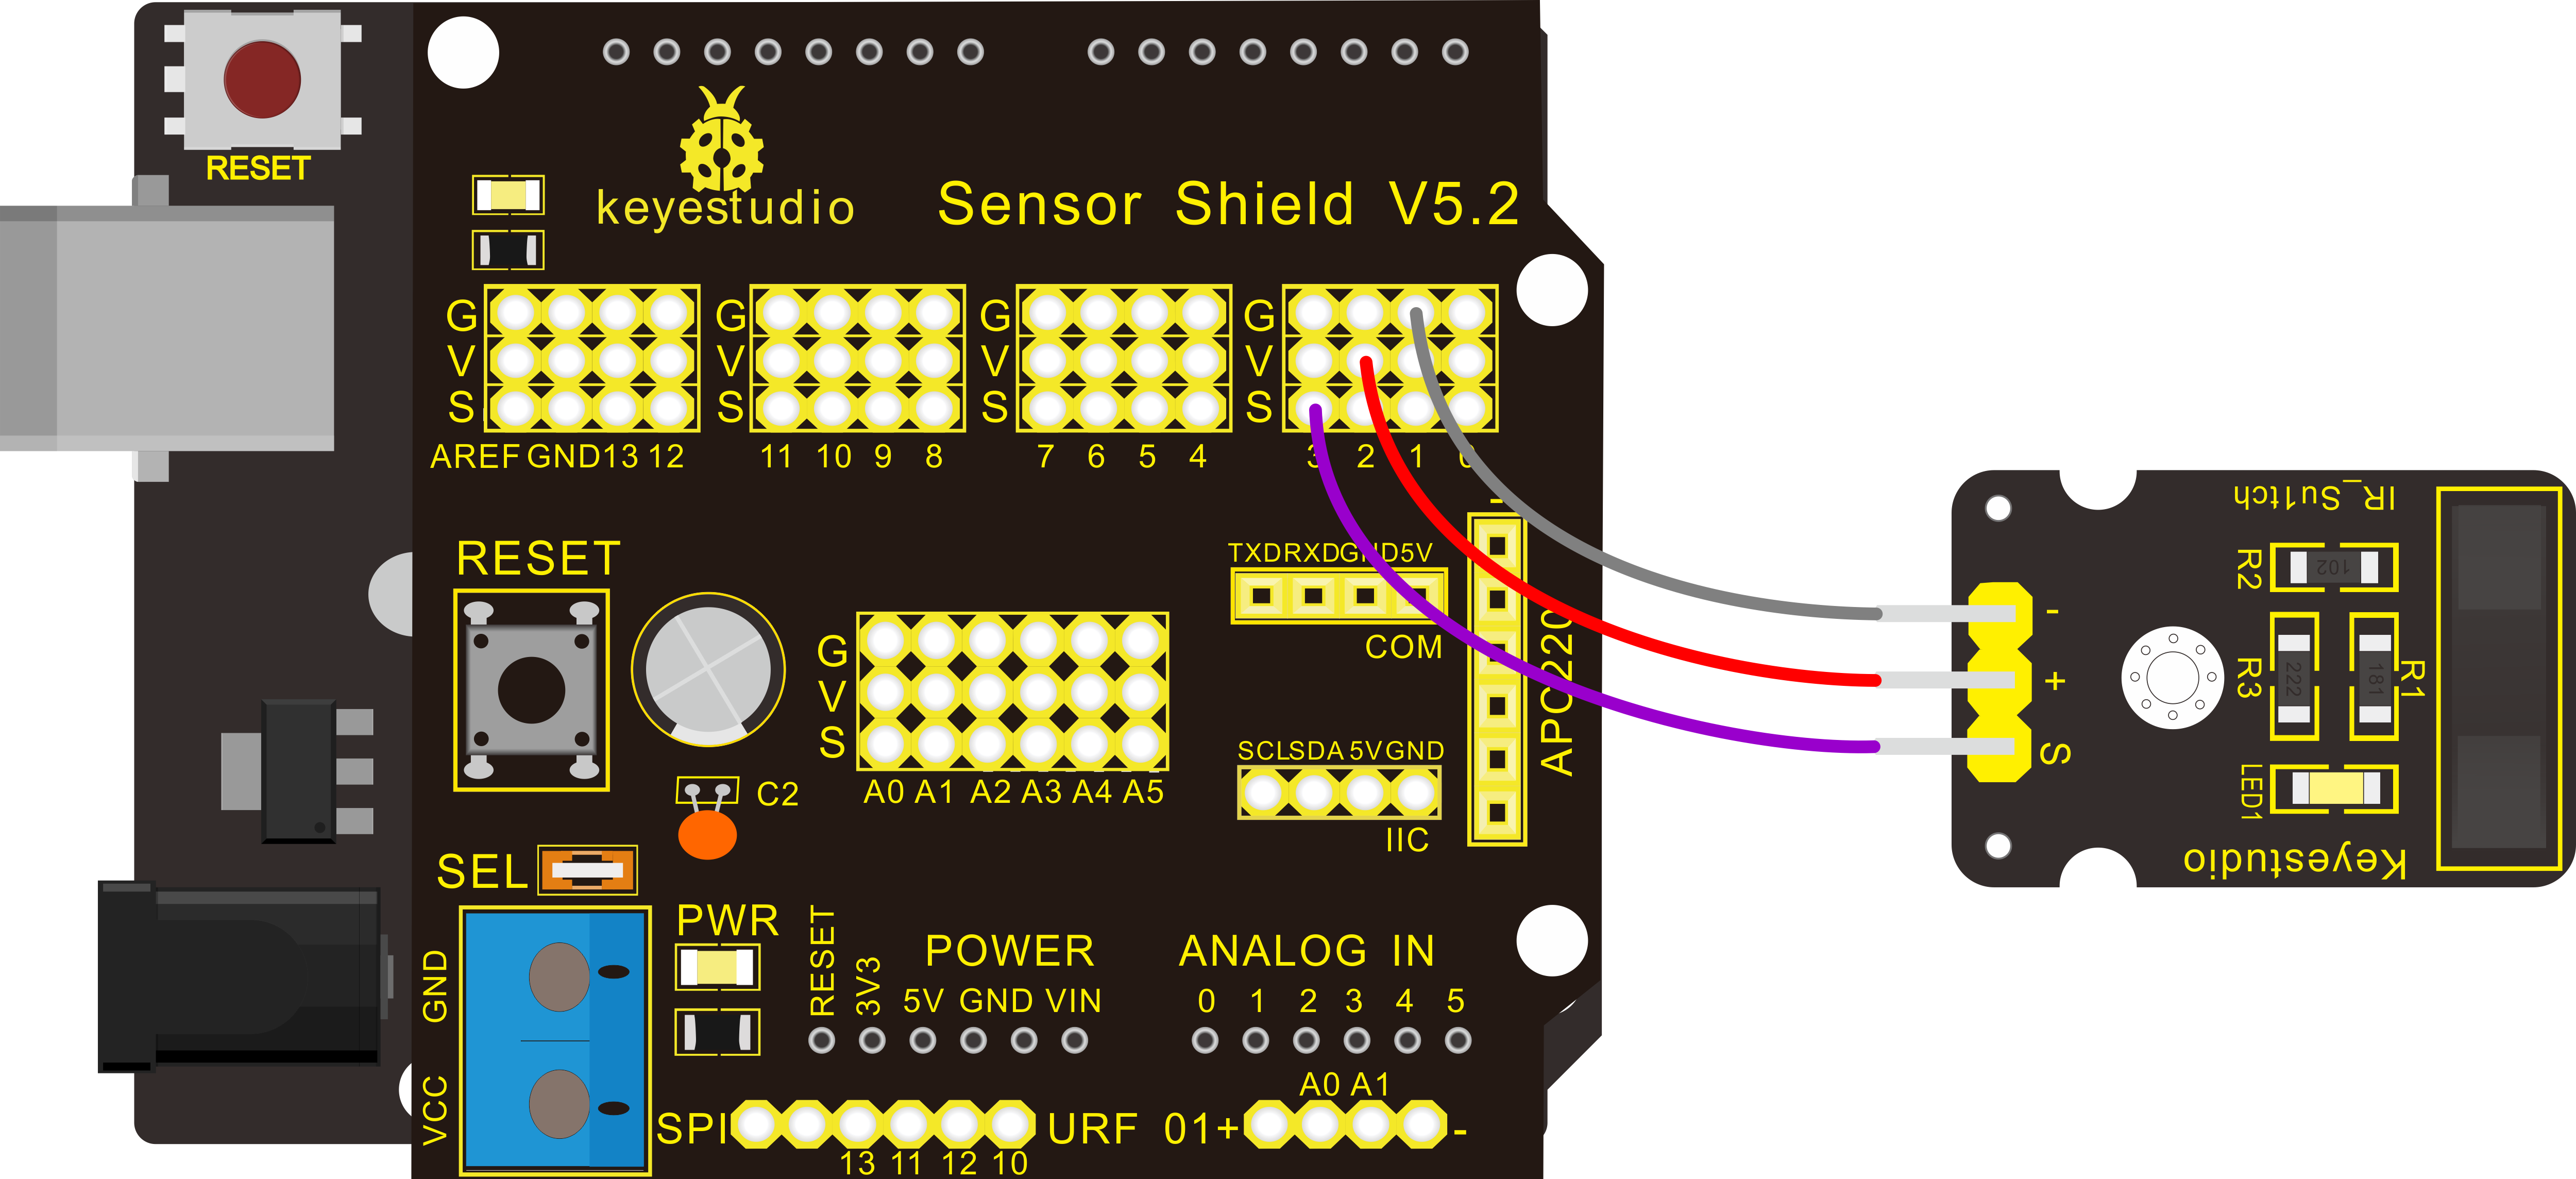 RESET
keyestudio
Sensor Shield V5.2
G G G G
V V V V
S S S S
AREF GND 13 12 11 10 9 8 7 6 5 4 3 2 1 0
-
RESET
TXD RXD GND 5V
COM
APC220
G
V
S
A0 A1 A2 A3 A4 A5
C2
SCL SDA 5V GND
IIC
SEL
PWR
GND
VCC
RESET
3V3
POWER
5V GND VIN
ANALOG IN
0 1 2 3 4 5
A0 A1
SPI
URF
01+
-
13 11 12 10
IR_Su1tch
R2
102
-
+
S
R3
222
181
R1
LED1
Keyestudio